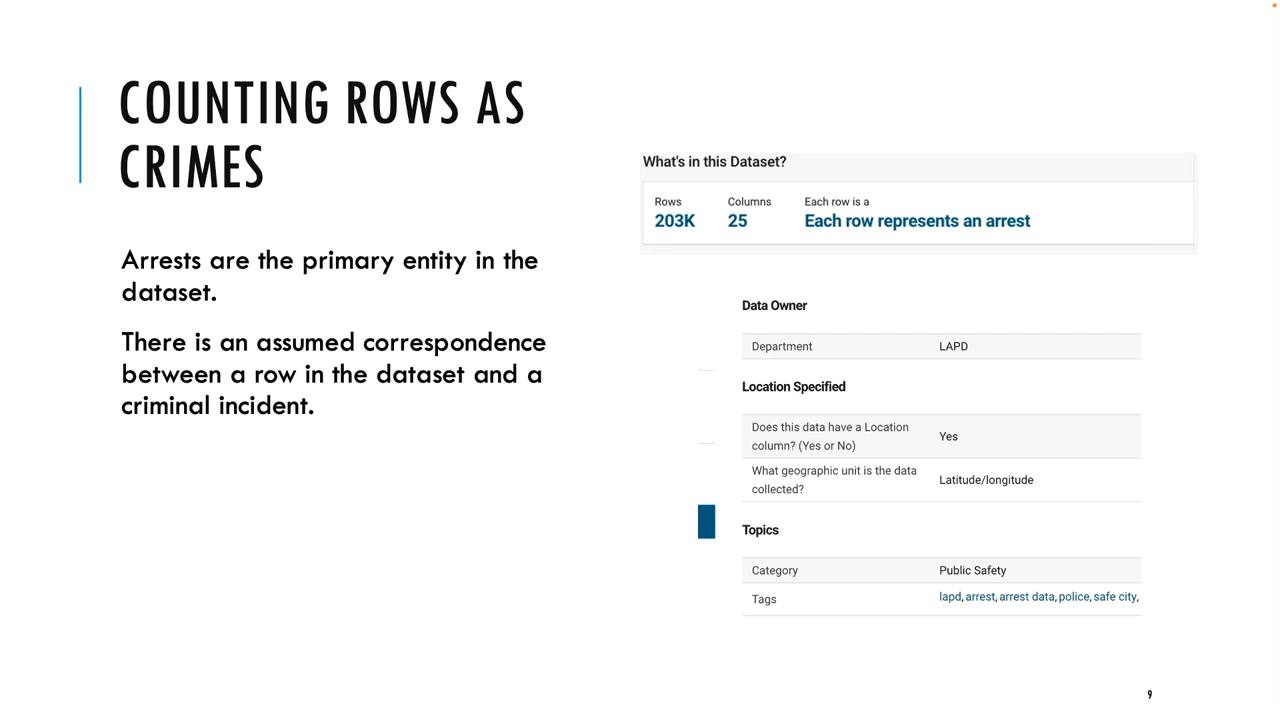 COUNTING ROWS AS
CRIMES
Arrests are the primary entity in the
dataset.
There is an assumed correspondence
between a row in the dataset and a
criminal incident.
What's in this Dataset?
Rows Columns Each row is a
203K 25 Each row represents an arrest
Data Owner
Department LAPD
Location Specified
Does this data have a Location
column? (Yes or No) Yes
What geographic unit is the data
collected? Latitude/longitude
Topics
Category Public Safety
Tags lapd, arrest, arrest data, police, safe city,
9